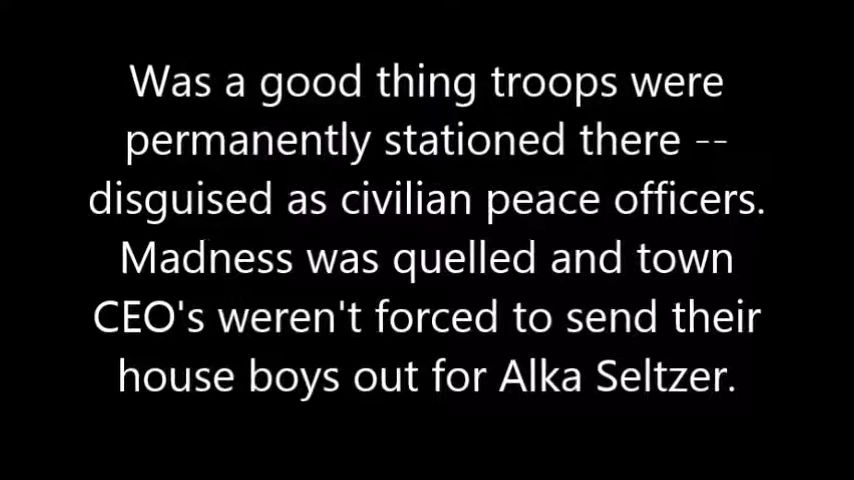 Was a good thing troops were
permanently stationed there --
disguised as civilian peace officers.
Madness was quelled and town
CEO's weren't forced to send their
house boys out for Alka Seltzer.